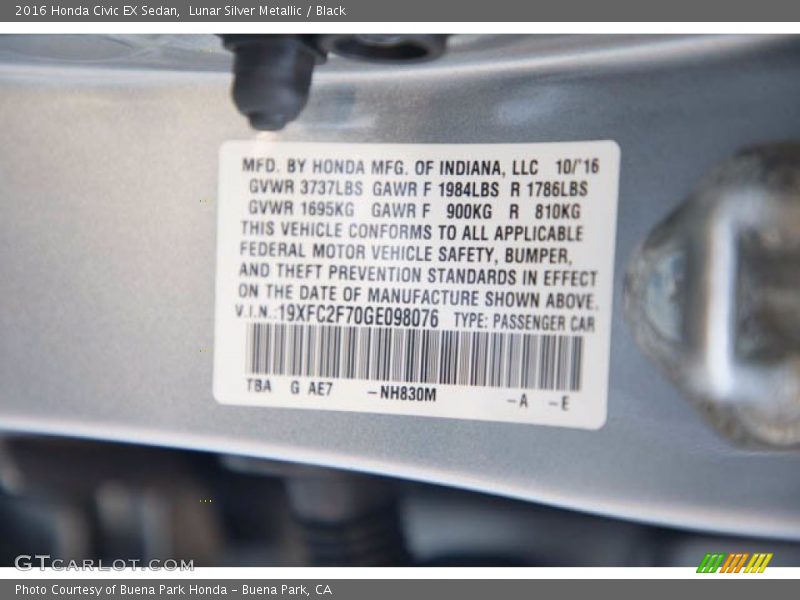 2016 Honda Civic EX Sedan,  Lunar Silver Metallic / Black
MFD. BY HONDA MFG. OF INDIANA, LLC 10/'16
GVWR 3737LBS GAWR F 1984LBS R 1786LBS
GVWR 1695KG GAWR F 900KG R 810KG
THIS VEHICLE CONFORMS TO ALL APPLICABLE
FEDERAL MOTOR VEHICLE SAFETY, BUMPER,
AND THEFT PREVENTION STANDARDS IN EFFECT
ON THE DATE OF MANUFACTURE SHOWN ABOVE.
V.I.N.:19XFC2F70GE098076 TYPE: PASSENGER CAR
TBA G AE7 -NH830M -A -E
GTCARLOT.COM
Photo Courtesy of Buena Park Honda - Buena Park, CA